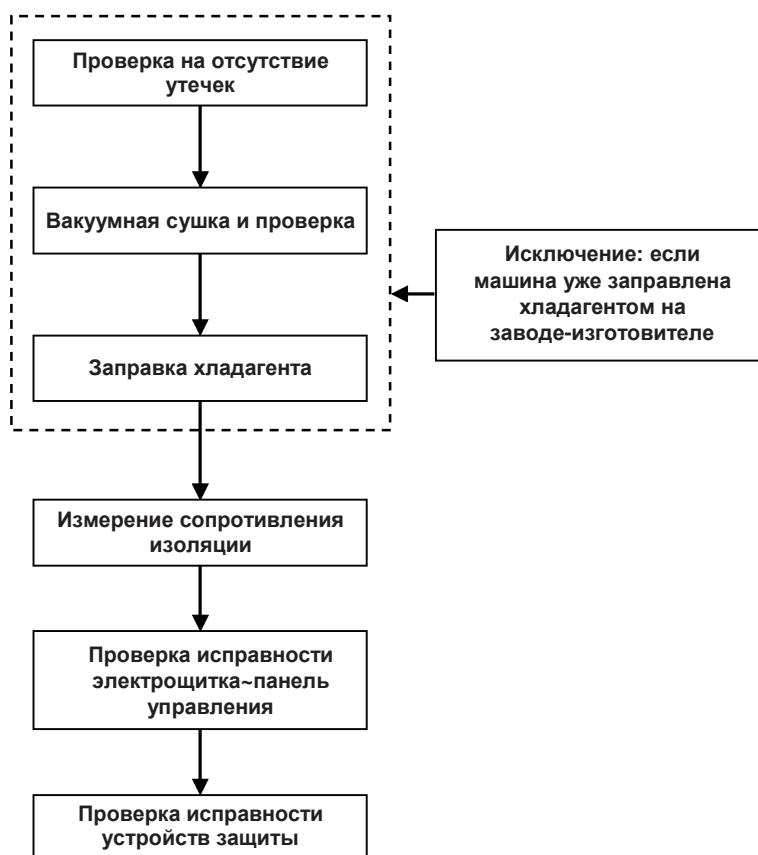 Проверка на отсутствие
утечек
Вакуумная сушка и проверка
Исключение: если
машина уже заправлена
хладагентом на
заводе-изготовителе
Заправка хладагента
Измерение сопротивления
изоляции
Проверка исправности
электрощитка~панель
управления
Проверка исправности
устройств защиты